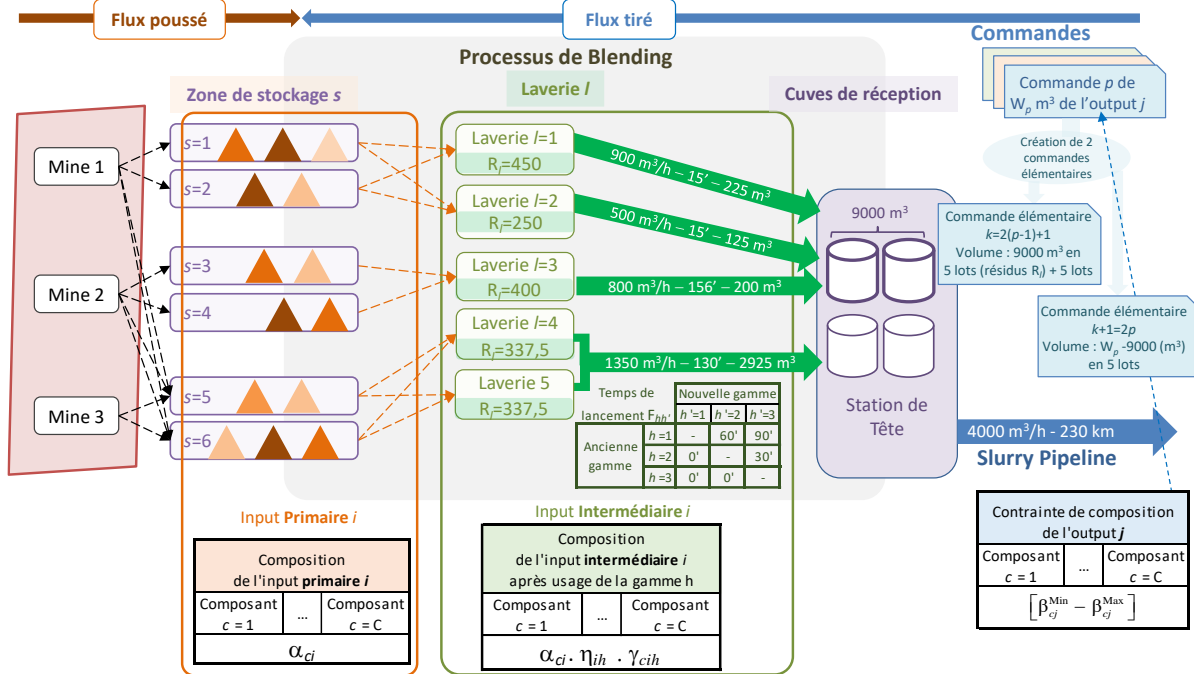 Flux poussé
Flux tiré
Commandes
Processus de Blending
Zone de stockage s
Laverie l
Cuves de réception
Commande p de
Wp m³ de l'output j
Création de 2
commandes
élémentaires
Mine 1
Mine 2
Mine 3
s=1
s=2
s=3
s=4
s=5
s=6
Laverie l=1
Rl=450
Laverie l=2
Rl=250
Laverie l=3
Rl=400
Laverie l=4
Rl=337,5
Laverie 5
Rl=337,5
900 m³/h – 15' – 225 m³
500 m³/h – 15' – 125 m³
800 m³/h – 156' – 200 m³
1350 m³/h – 130' – 2925 m³
9000 m³
Station de
Tête
Commande élémentaire
k=2(p-1)+1
Volume : 9000 m³ en
5 lots (résidus Rl) + 5 lots
Commande élémentaire
k+1=2p
Volume : Wp -9000 (m³)
en 5 lots
Temps de
lancement Fhh'
Nouvelle gamme
h'=1 h'=2 h'=3
Ancienne
gamme
h=1 - 60' 90'
h=2 0' - 30'
h=3 0' 0' -
4000 m³/h - 230 km
Slurry Pipeline
Input Primaire i
Composition
de l'input primaire i
Composant
c = 1
...
Composant
c = C
αci
Input Intermédiaire i
Composition
de l'input intermédiaire i
après usage de la gamme h
Composant
c = 1
...
Composant
c = C
αci . ηih . γcih
Contrainte de composition
de l'output j
Composant
c = 1
...
Composant
c = C
[βcj^Min – βcj^Max]